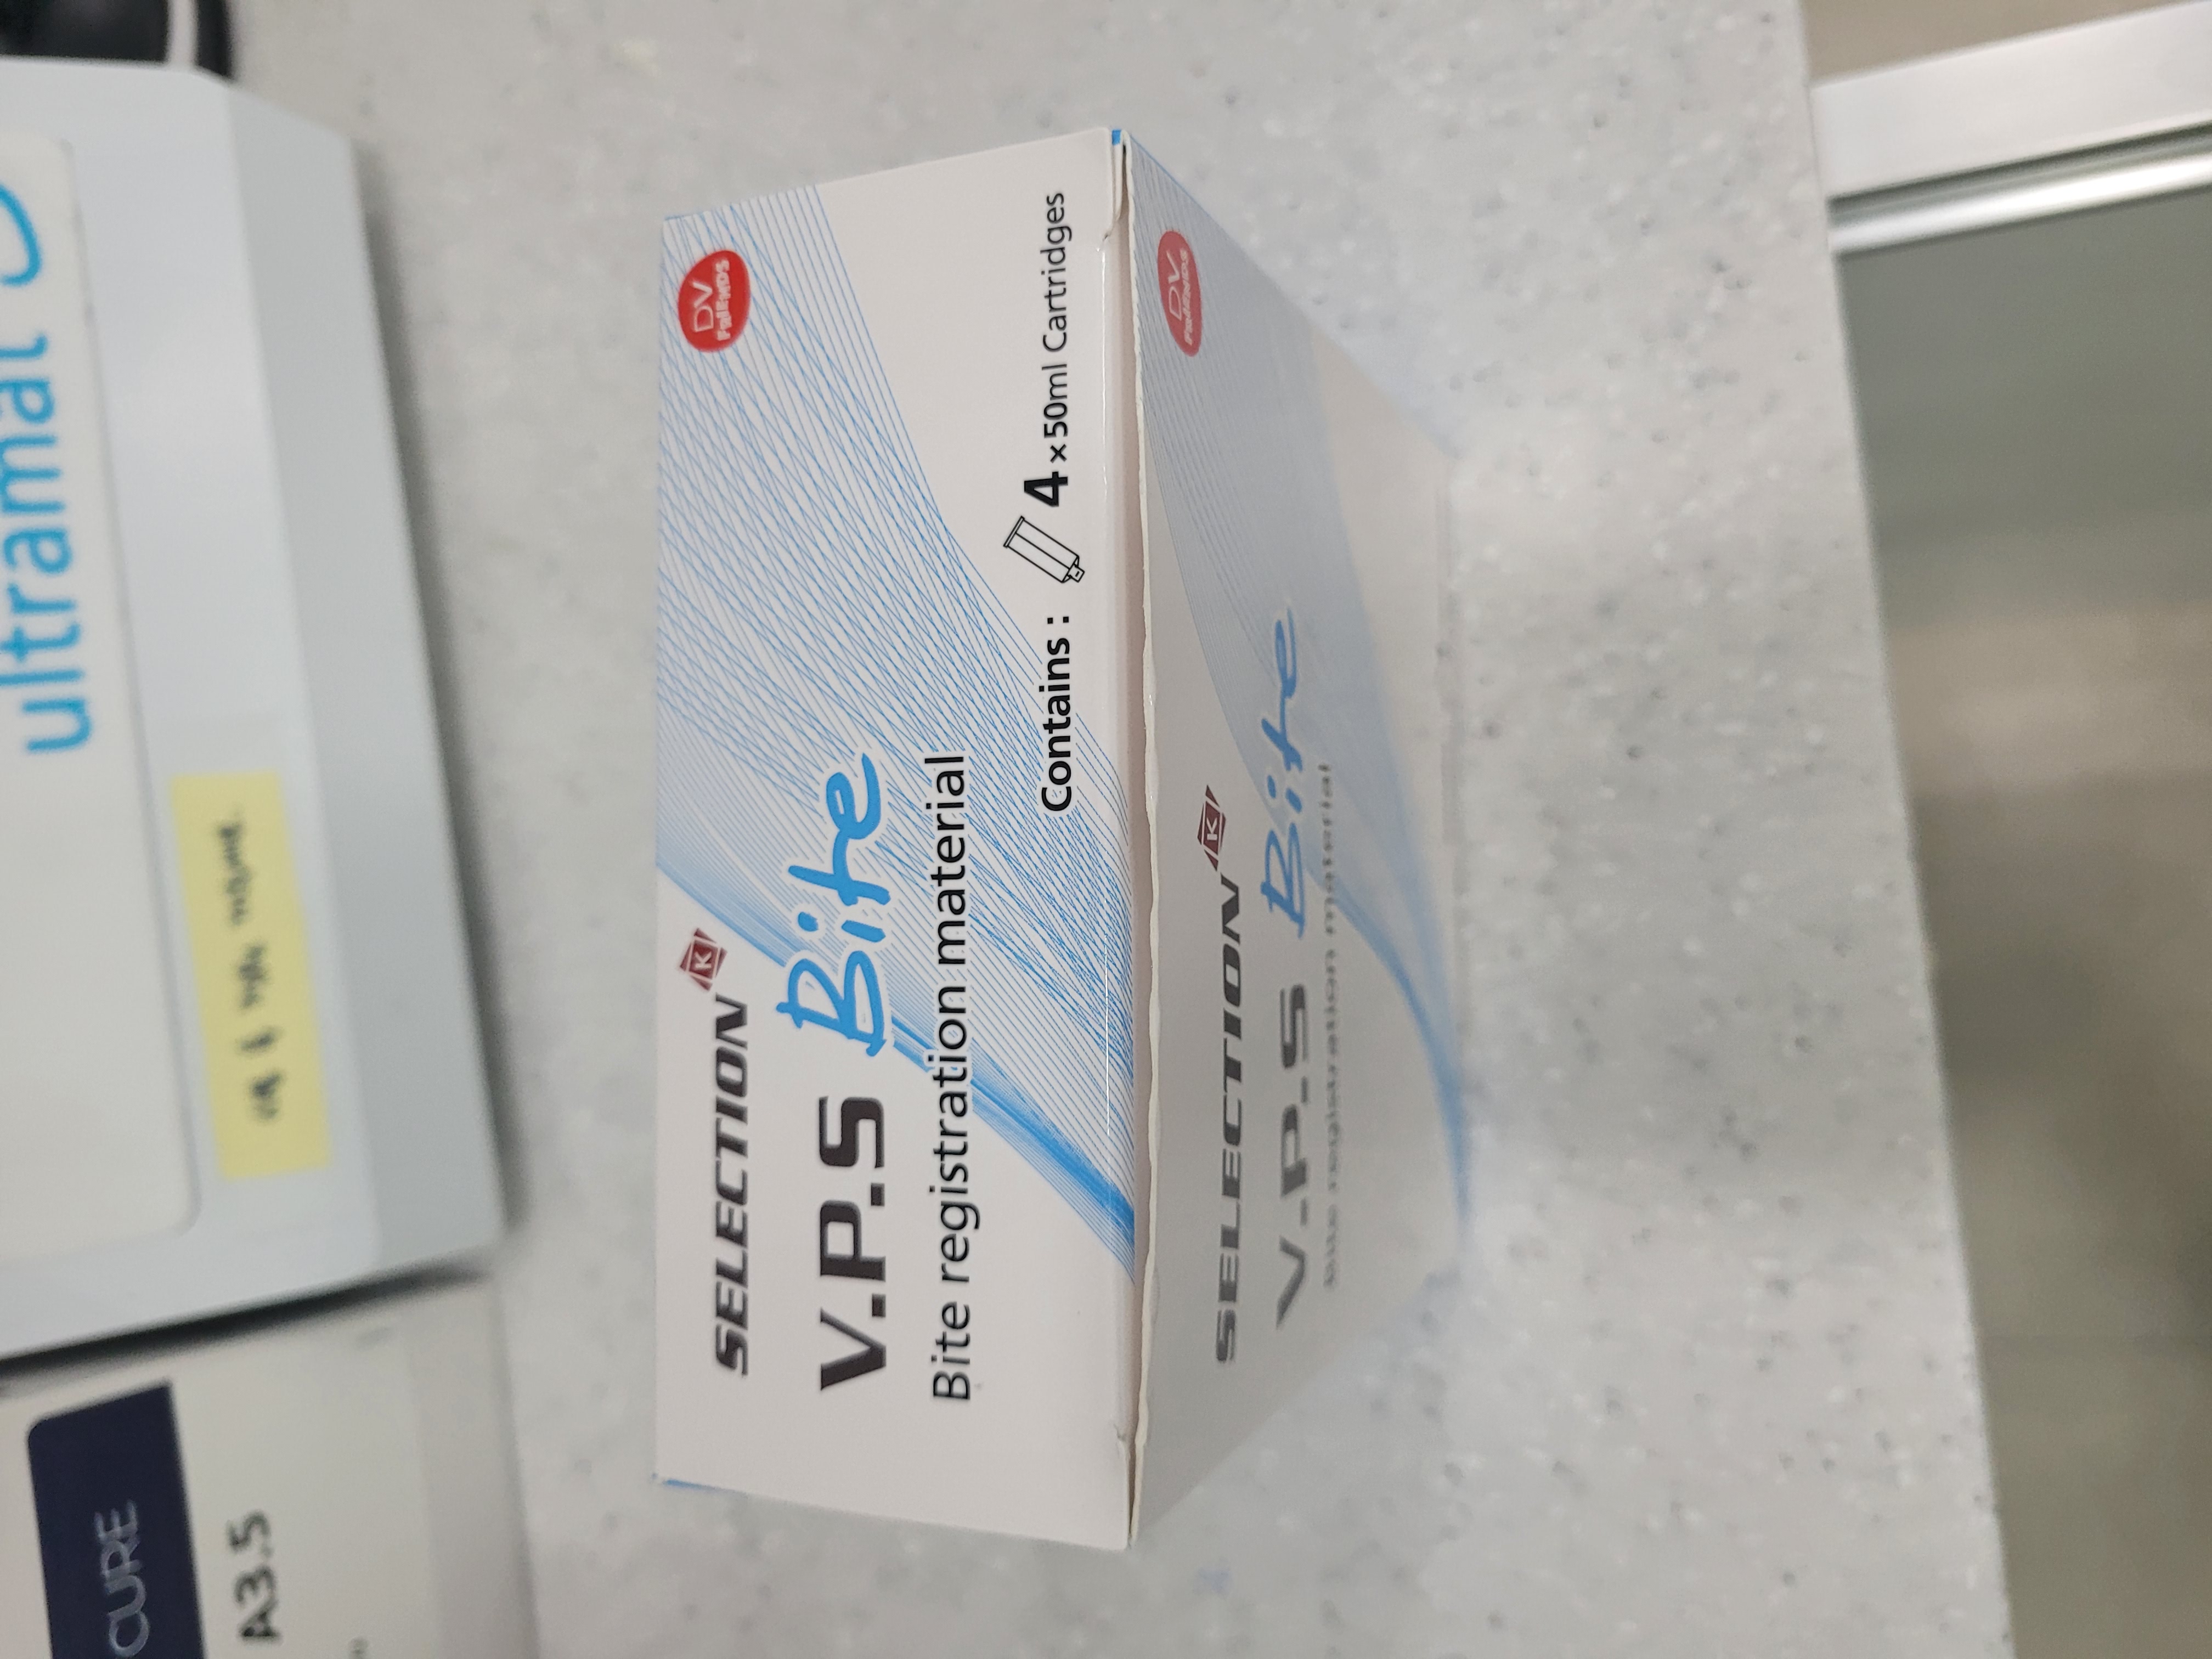 ultramat
CURE
A3.5
SELECTION K
DV
FRIENDS
V.P.S Bite
Bite registration material
Contains : 4 x 50ml Cartridges
DV
FRIENDS
SELECTION K
V.P.S Bite
Bite registration material